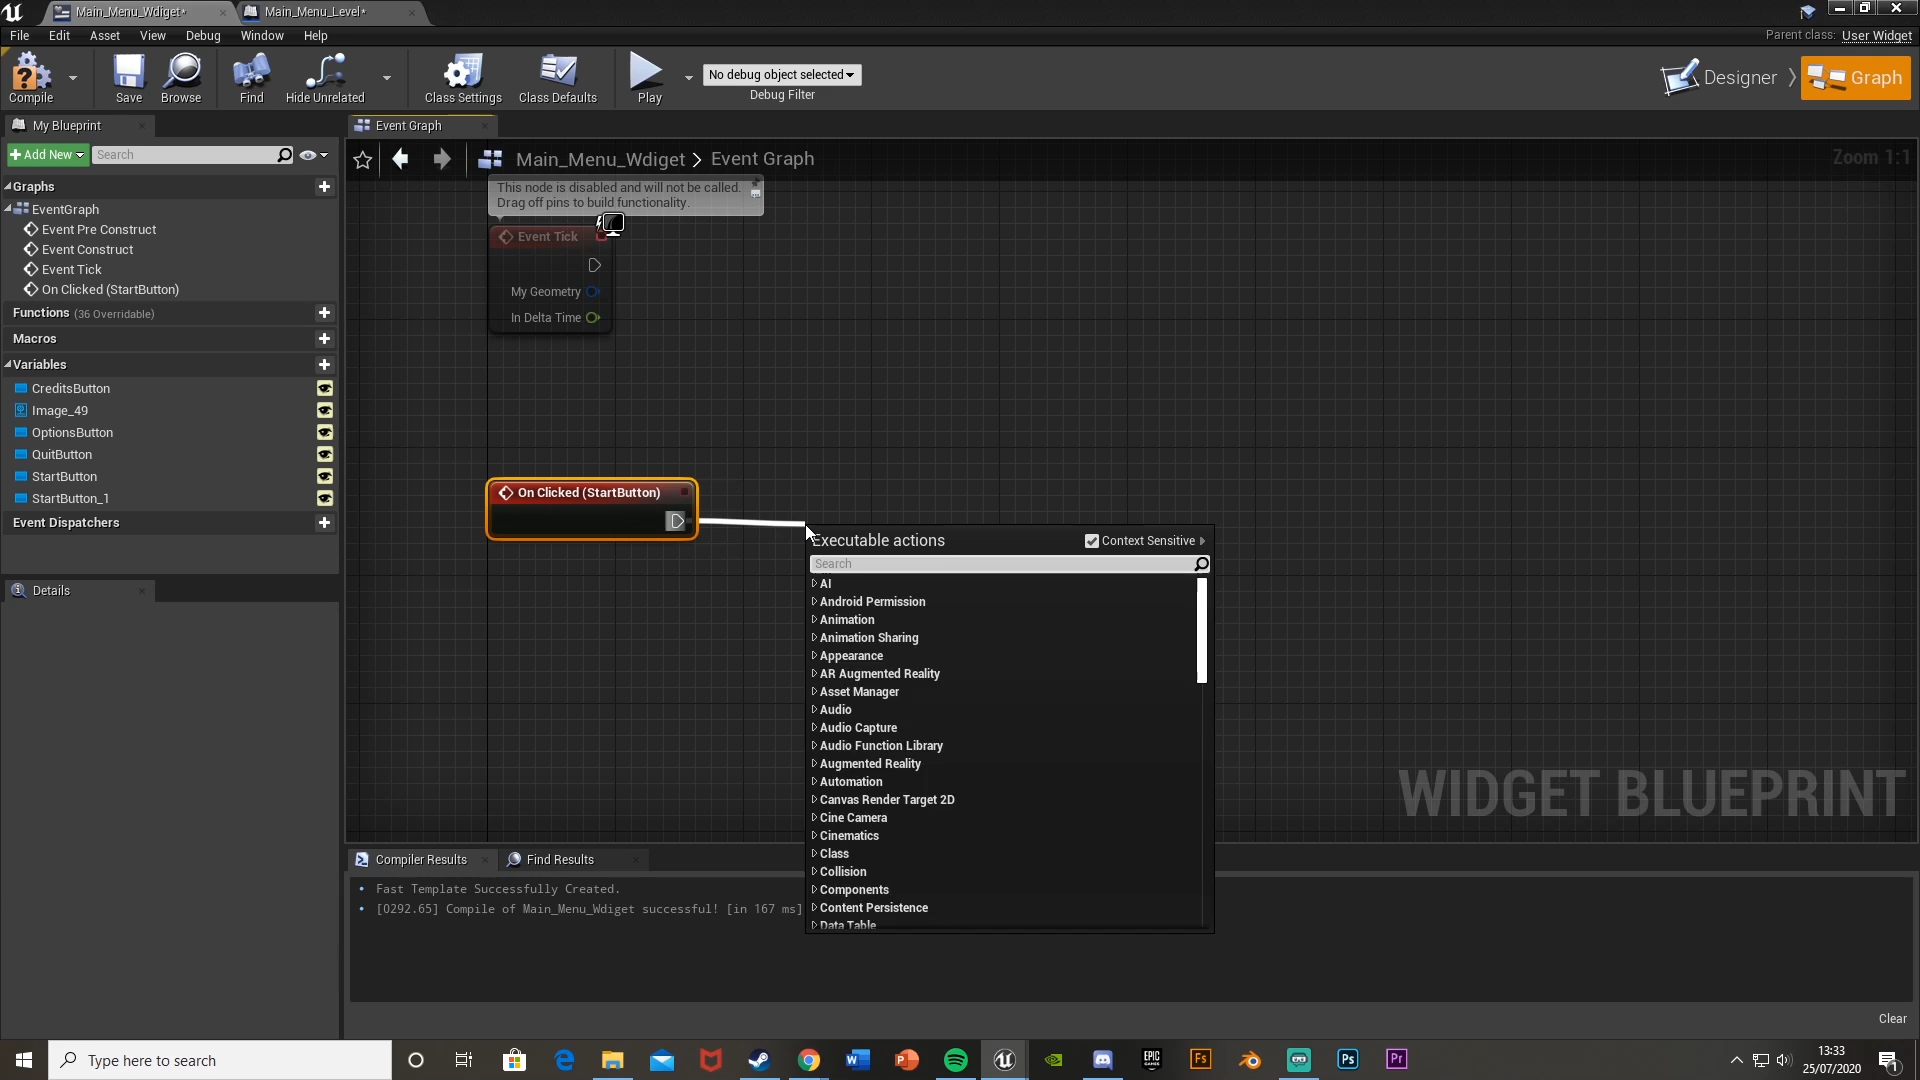 Main_Menu_Wdiget*
Main_Menu_Level*
File Edit Asset View Debug Window Help
Parent class: User Widget
Compile
Save
Browse
Find
Hide Unrelated
Class Settings
Class Defaults
Play
No debug object selected
Debug Filter
Designer
Graph
My Blueprint
Event Graph
+ Add New
Search
Main_Menu_Wdiget > Event Graph
Zoom 1:1
Graphs
EventGraph
Event Pre Construct
Event Construct
Event Tick
On Clicked (StartButton)
Functions (36 Overridable)
Macros
Variables
CreditsButton
Image_49
OptionsButton
QuitButton
StartButton
StartButton_1
Event Dispatchers
Details
This node is disabled and will not be called.
Drag off pins to build functionality.
Event Tick
My Geometry
In Delta Time
On Clicked (StartButton)
Executable actions
Context Sensitive
Search
AI
Android Permission
Animation
Animation Sharing
Appearance
AR Augmented Reality
Asset Manager
Audio
Audio Capture
Audio Function Library
Augmented Reality
Automation
Canvas Render Target 2D
Cine Camera
Cinematics
Class
Collision
Components
Content Persistence
Data Table
WIDGET BLUEPRINT
Compiler Results
Find Results
Fast Template Successfully Created.
[0292.65] Compile of Main_Menu_Wdiget successful! [in 167 ms]
Clear
Type here to search
W
P
EPIC
GAMES
Fs
Ps
Pr
13:33
25/07/2020
1